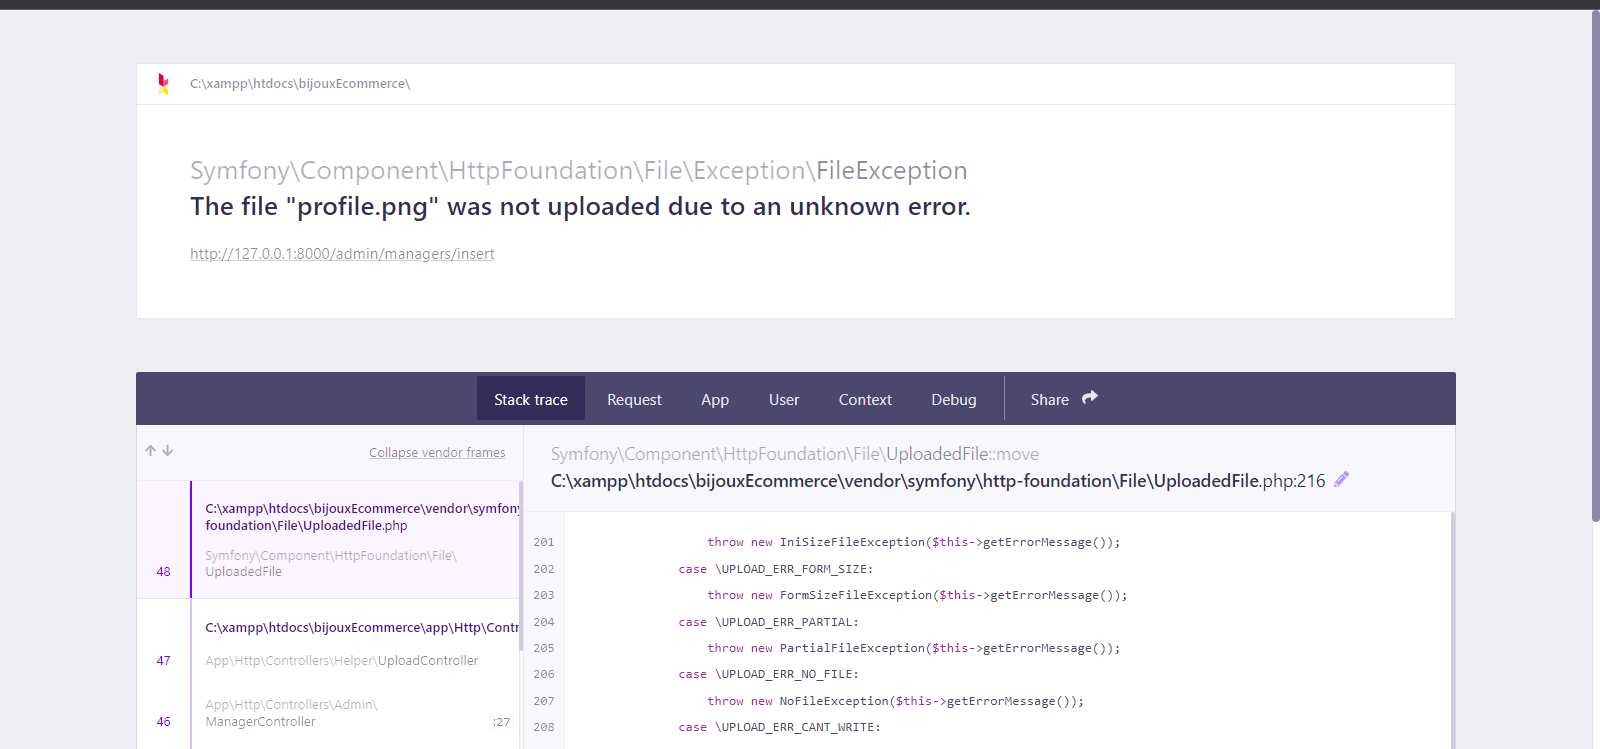 C:\xampp\htdocs\bijouxEcommerce\
Symfony\Component\HttpFoundation\File\Exception\FileException
The file "profile.png" was not uploaded due to an unknown error.
http://127.0.0.1:8000/admin/managers/insert
Stack trace Request App User Context Debug Share
Collapse vendor frames
C:\xampp\htdocs\bijouxEcommerce\vendor\symfony
foundation\File\UploadedFile.php
Symfony\Component\HttpFoundation\File\
UploadedFile
48
C:\xampp\htdocs\bijouxEcommerce\app\Http\Contr
47 App\Http\Controllers\Helper\UploadController
App\Http\Controllers\Admin\
46 ManagerController :27
Symfony\Component\HttpFoundation\File\UploadedFile::move
C:\xampp\htdocs\bijouxEcommerce\vendor\symfony\http-foundation\File\UploadedFile.php:216
201 throw new IniSizeFileException($this->getErrorMessage());
202 case \UPLOAD_ERR_FORM_SIZE:
203 throw new FormSizeFileException($this->getErrorMessage());
204 case \UPLOAD_ERR_PARTIAL:
205 throw new PartialFileException($this->getErrorMessage());
206 case \UPLOAD_ERR_NO_FILE:
207 throw new NoFileException($this->getErrorMessage());
208 case \UPLOAD_ERR_CANT_WRITE: